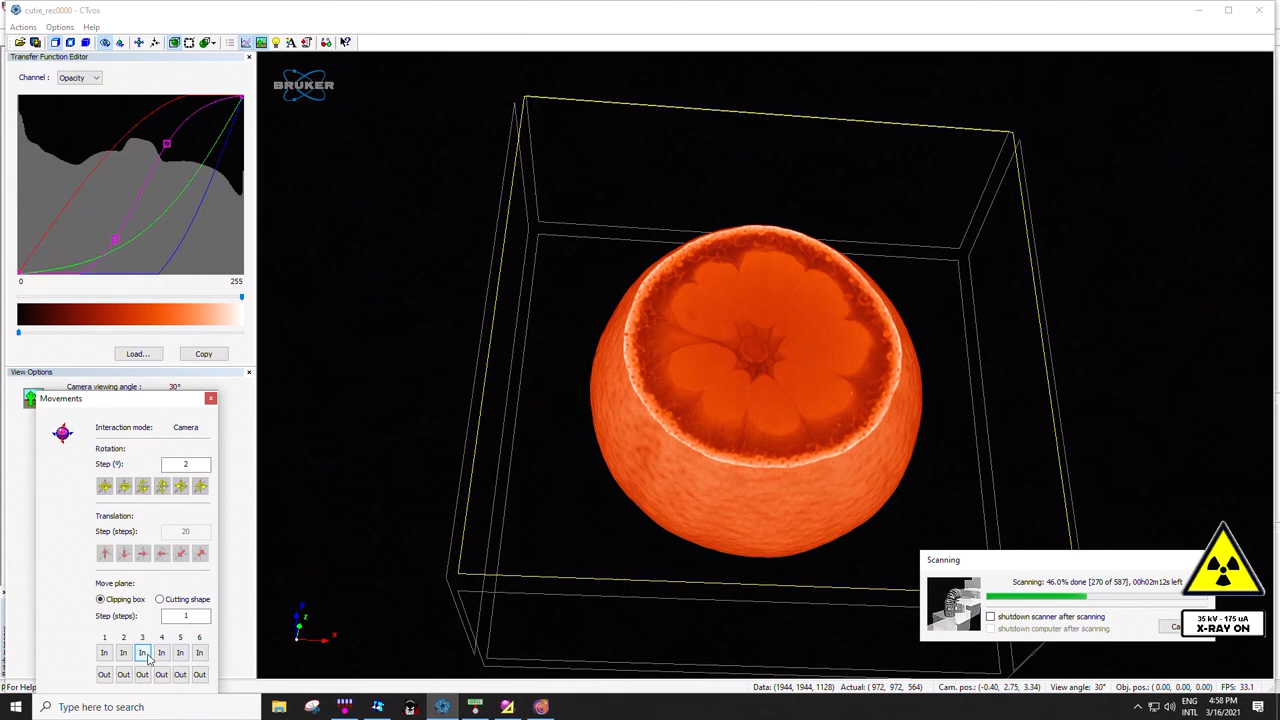 cutie_rec0000 - CTvox
Actions Options Help
Transfer Function Editor
Channel : Opacity
0 255
Load... Copy
View Options
Camera viewing angle : 30°
Movements
Interaction mode: Camera
Rotation:
Step (º): 2
Translation:
Step (steps): 20
Move plane:
Clipping box Cutting shape
Step (steps): 1
1 2 3 4 5 6
In In In In In In
Out Out Out Out Out Out
BRUKER
y
z
x
Scanning
Scanning: 46.0% done [270 of 587], 00h02m12s left
shutdown scanner after scanning
shutdown computer after scanning
35 kV - 175 uA
X-RAY ON
For Help
Data: (1944, 1944, 1128) Actual: ( 972, 972, 564) Cam. pos.: (-0.40, 2.75, 3.34) View angle: 30° Obj. pos.: ( 0.00, 0.00, 0.00) FPS: 33.1
Type here to search
ENG
INTL
4:58 PM
3/16/2021